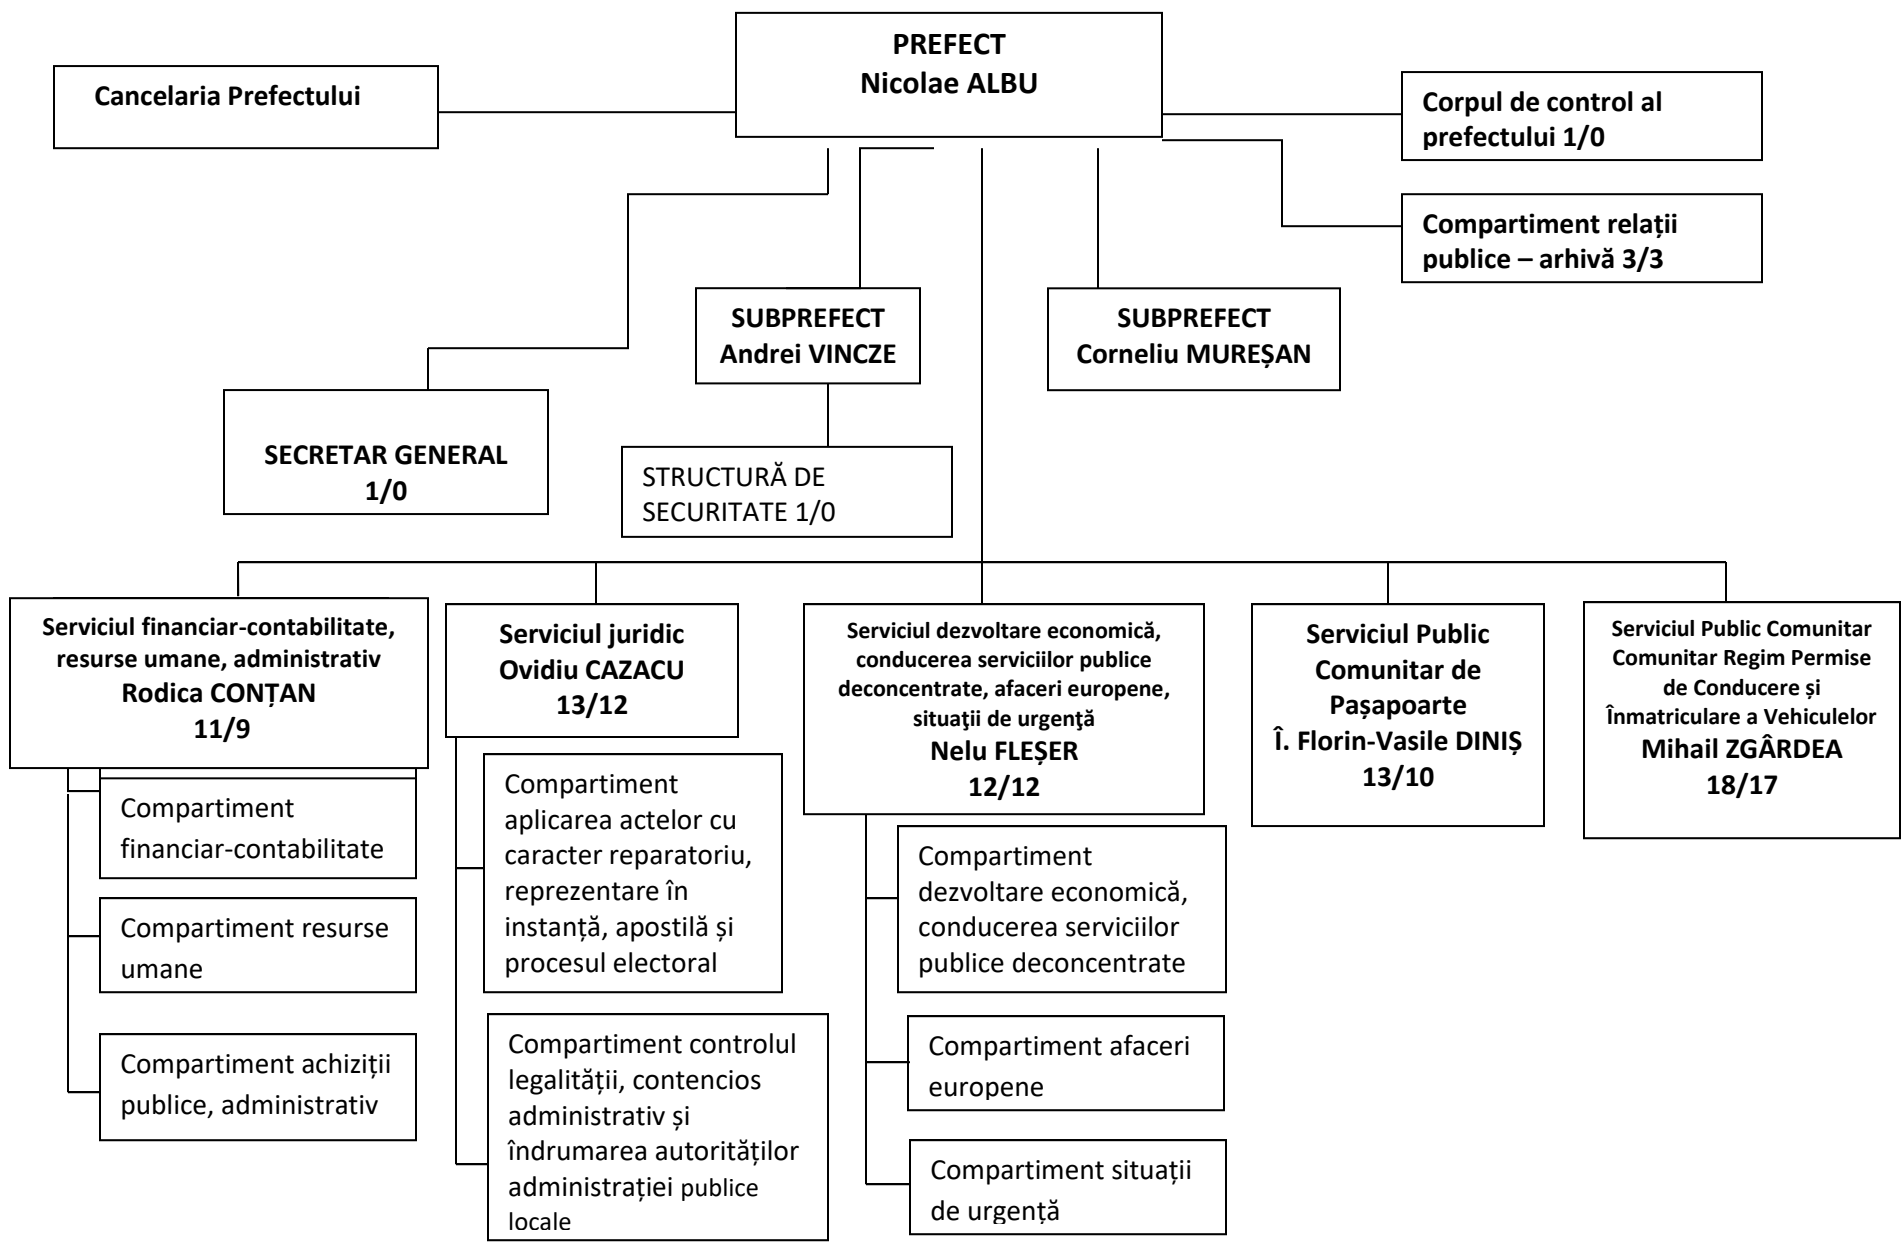 PREFECT
Nicolae ALBU
Cancelaria Prefectului
Corpul de control al
prefectului 1/0
Compartiment relații
publice – arhivă 3/3
SUBPREFECT
Andrei VINCZE
SUBPREFECT
Corneliu MUREȘAN
SECRETAR GENERAL
1/0
STRUCTURĂ DE
SECURITATE 1/0
Serviciul financiar-contabilitate,
resurse umane, administrativ
Rodica CONȚAN
11/9
Serviciul juridic
Ovidiu CAZACU
13/12
Serviciul dezvoltare economică,
conducerea serviciilor publice
deconcentrate, afaceri europene,
situaţii de urgenţă
Nelu FLEȘER
12/12
Serviciul Public
Comunitar de
Pașapoarte
Î. Florin-Vasile DINIȘ
13/10
Serviciul Public Comunitar
Comunitar Regim Permise
de Conducere și
Înmatriculare a Vehiculelor
Mihail ZGÂRDEA
18/17
Compartiment
financiar-contabilitate
Compartiment resurse
umane
Compartiment achiziții
publice, administrativ
Compartiment
aplicarea actelor cu
caracter reparatoriu,
reprezentare în
instanță, apostilă și
procesul electoral
Compartiment controlul
legalității, contencios
administrativ și
îndrumarea autorităților
administrației publice
locale
Compartiment
dezvoltare economică,
conducerea serviciilor
publice deconcentrate
Compartiment afaceri
europene
Compartiment situații
de urgență